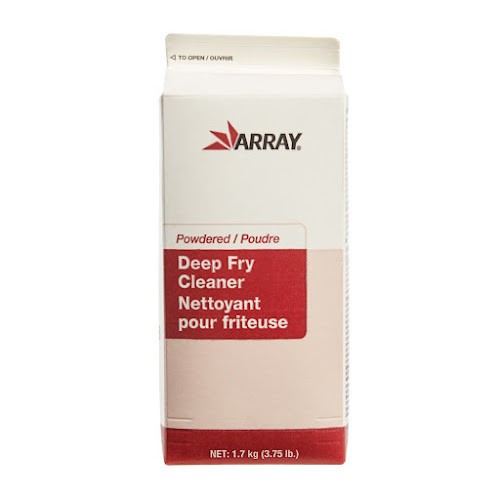 ◁ TO OPEN / OUVRIR
ARRAY®
Powdered / Poudre
Deep Fry
Cleaner
Nettoyant
pour friteuse
NET: 1.7 kg (3.75 lb.)